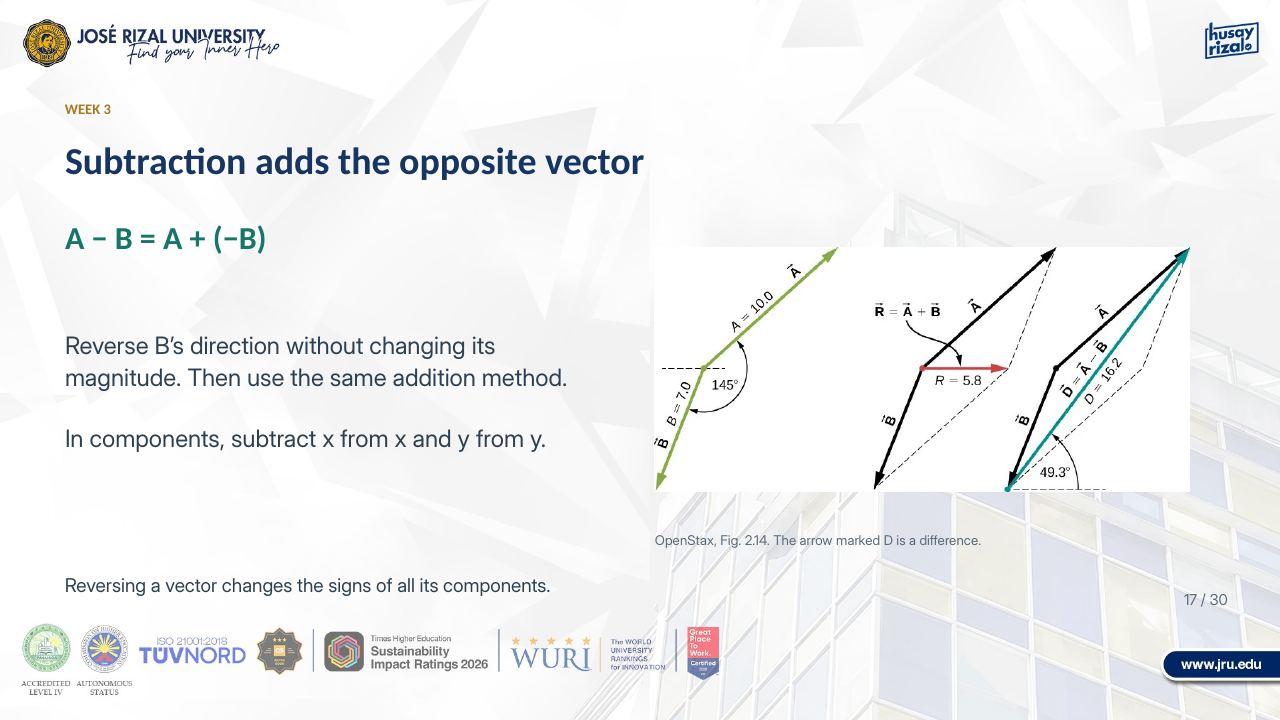 JOSÉ RIZAL UNIVERSITY
Find your Inner Hero
husay
rizal
WEEK 3
Subtraction adds the opposite vector
A − B = A + (−B)
Reverse B’s direction without changing its
magnitude. Then use the same addition method.
In components, subtract x from x and y from y.
A⃗
A = 10.0
145°
B = 7.0
B⃗
R⃗ = A⃗ + B⃗
A⃗
R = 5.8
B⃗
A⃗
D⃗ = A⃗ − B⃗
D = 16.2
B⃗
49.3°
OpenStax, Fig. 2.14. The arrow marked D is a difference.
Reversing a vector changes the signs of all its components.
17 / 30
ISO 21001:2018
TÜVNORD
Times Higher Education
Sustainability
Impact Ratings 2026
WURI
The WORLD
UNIVERSITY
RANKINGS
for INNOVATION
Great
Place
To
Work.
Certified
ACCREDITED
LEVEL IV
AUTONOMOUS
STATUS
www.jru.edu